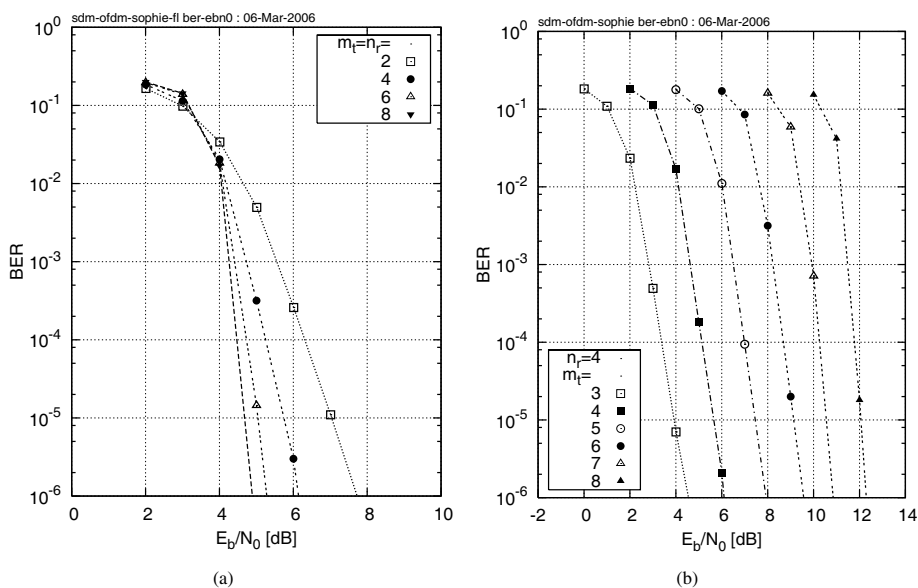 sdm-ofdm-sophie-fl ber-ebn0 : 06-Mar-2006
m_t=n_r=
2
4
6
8
10^0
10^-1
10^-2
10^-3
10^-4
10^-5
10^-6
BER
0 2 4 6 8 10
E_b/N_0 [dB]
(a)
sdm-ofdm-sophie ber-ebn0 : 06-Mar-2006
10^0
10^-1
10^-2
10^-3
10^-4
10^-5
10^-6
BER
n_r=4
m_t=
3
4
5
6
7
8
-2 0 2 4 6 8 10 12 14
E_b/N_0 [dB]
(b)